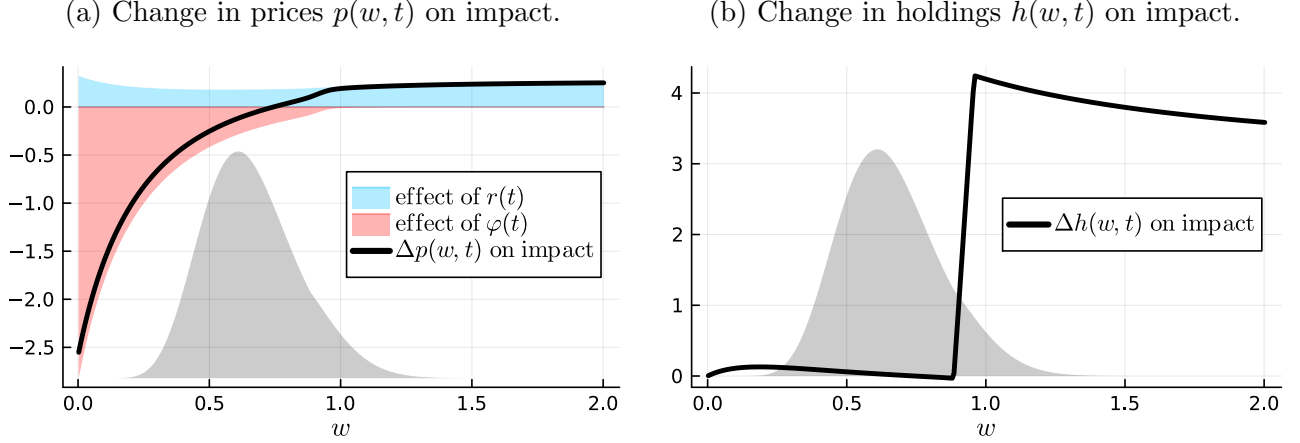 (a) Change in prices p(w, t) on impact.
0.0
−0.5
−1.0
−1.5
−2.0
−2.5
effect of r(t)
effect of φ(t)
Δp(w, t) on impact
0.0 0.5 1.0 1.5 2.0
w
(b) Change in holdings h(w, t) on impact.
4
3
2
1
0
Δh(w, t) on impact
0.0 0.5 1.0 1.5 2.0
w